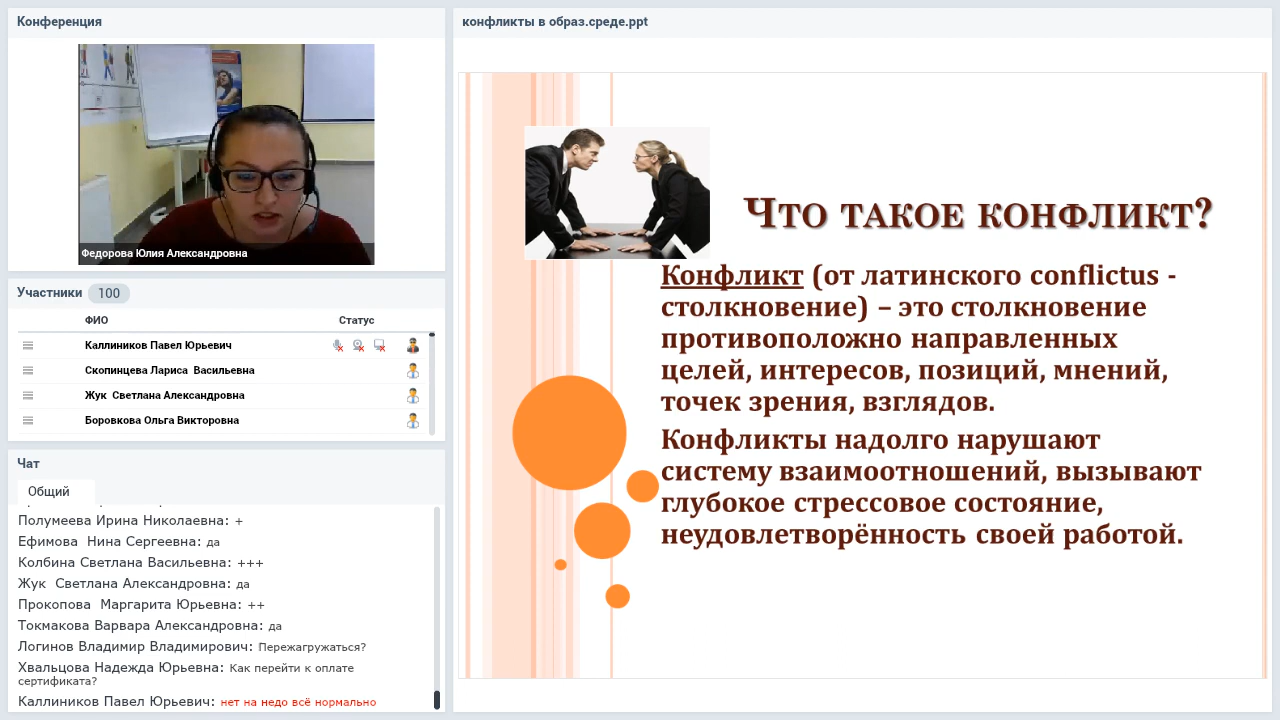 Конференция
Федорова Юлия Александровна
Участники 100
ФИО Статус
Каллиников Павел Юрьевич
Скопинцева Лариса Васильевна
Жук Светлана Александровна
Боровкова Ольга Викторовна
Чат
Общий
Полумеева Ирина Николаевна: +
Ефимова Нина Сергеевна: да
Колбина Светлана Васильевна: +++
Жук Светлана Александровна: да
Прокопова Маргарита Юрьевна: ++
Токмакова Варвара Александровна: да
Логинов Владимир Владимирович: Пережагружаться?
Хвальцова Надежда Юрьевна: Как перейти к оплате
сертификата?
Каллиников Павел Юрьевич: нет на недо всё нормально
конфликты в образ.среде.ppt
Что такое конфликт?
Конфликт (от латинского conflictus -
столкновение) – это столкновение
противоположно направленных
целей, интересов, позиций, мнений,
точек зрения, взглядов.
Конфликты надолго нарушают
систему взаимоотношений, вызывают
глубокое стрессовое состояние,
неудовлетворённость своей работой.